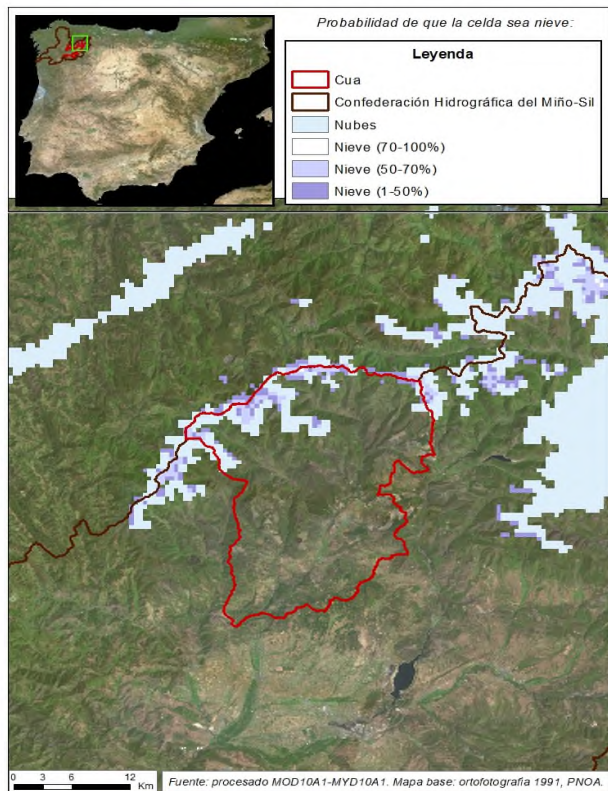 Probabilidad de que la celda sea nieve:
Leyenda
Cua
Confederación Hidrográfica del Miño-Sil
Nubes
Nieve (70-100%)
Nieve (50-70%)
Nieve (1-50%)
0 3 6 12
Km
Fuente: procesado MOD10A1-MYD10A1. Mapa base: ortofotografía 1991, PNOA.